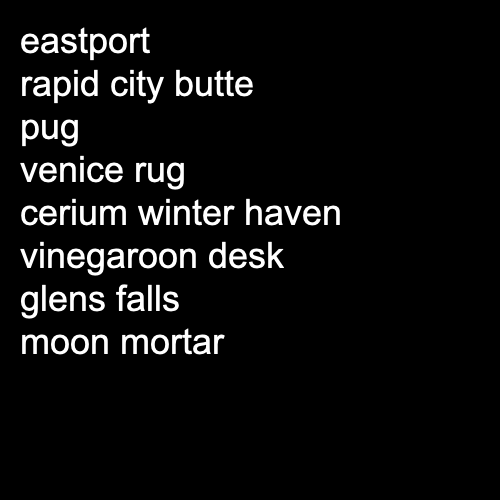 eastport
rapid city butte
pug
venice rug
cerium winter haven
vinegaroon desk
glens falls
moon mortar